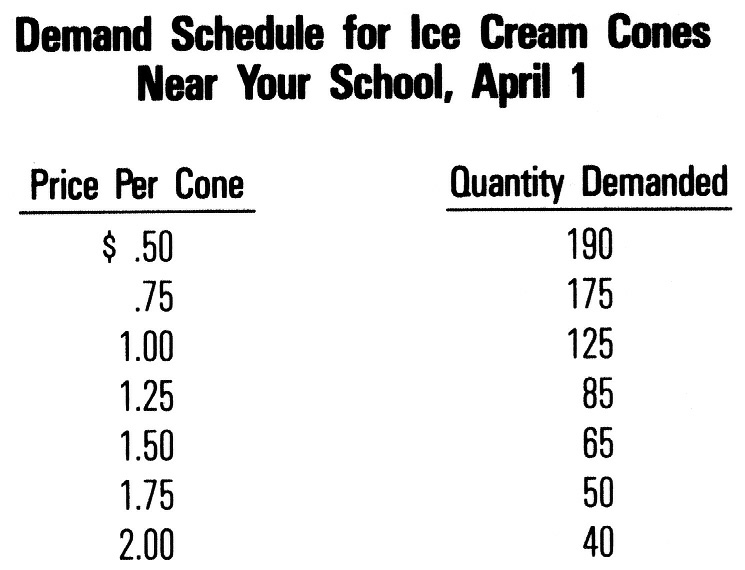 Demand Schedule for Ice Cream Cones
Near Your School, April 1
Price Per Cone Quantity Demanded
$ .50 190
.75 175
1.00 125
1.25 85
1.50 65
1.75 50
2.00 40